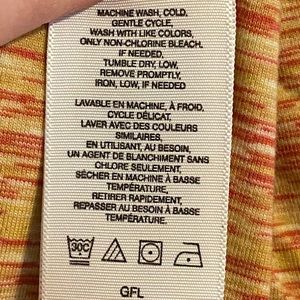 MACHINE WASH, COLD,
GENTLE CYCLE,
WASH WITH LIKE COLORS,
ONLY NON-CHLORINE BLEACH,
IF NEEDED,
TUMBLE DRY, LOW,
REMOVE PROMPTLY,
IRON, LOW, IF NEEDED
LAVABLE EN MACHINE, À FROID,
CYCLE DÉLICAT,
LAVER AVEC DES COULEURS
SIMILAIRES,
EN UTILISANT, AU BESOIN,
UN AGENT DE BLANCHIMENT SANS
CHLORE SEULEMENT,
SÉCHER EN MACHINE À BASSE
TEMPÉRATURE,
RETIRER RAPIDEMENT,
REPASSER AU BESOIN À BASSE
TEMPÉRATURE.
30C
GFL